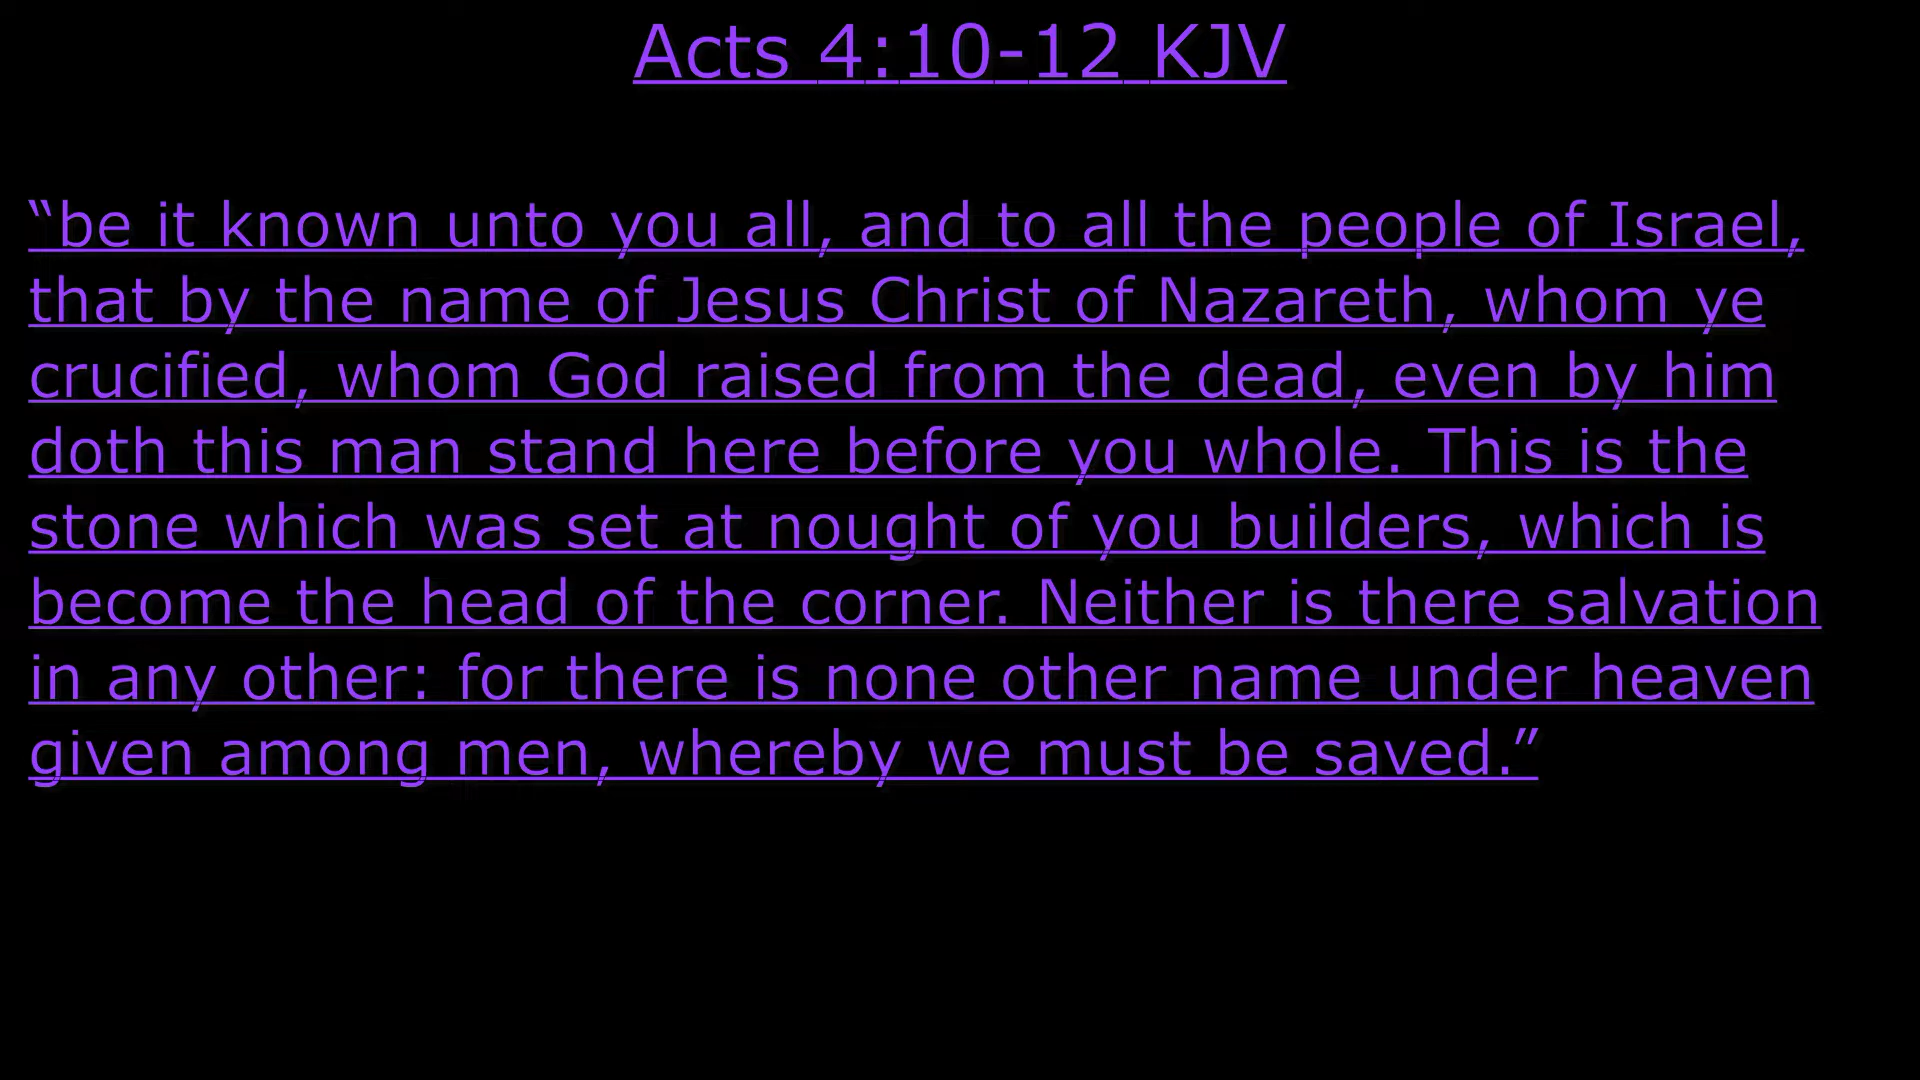 Acts 4:10-12 KJV
“be it known unto you all, and to all the people of Israel,
that by the name of Jesus Christ of Nazareth, whom ye
crucified, whom God raised from the dead, even by him
doth this man stand here before you whole. This is the
stone which was set at nought of you builders, which is
become the head of the corner. Neither is there salvation
in any other: for there is none other name under heaven
given among men, whereby we must be saved.”